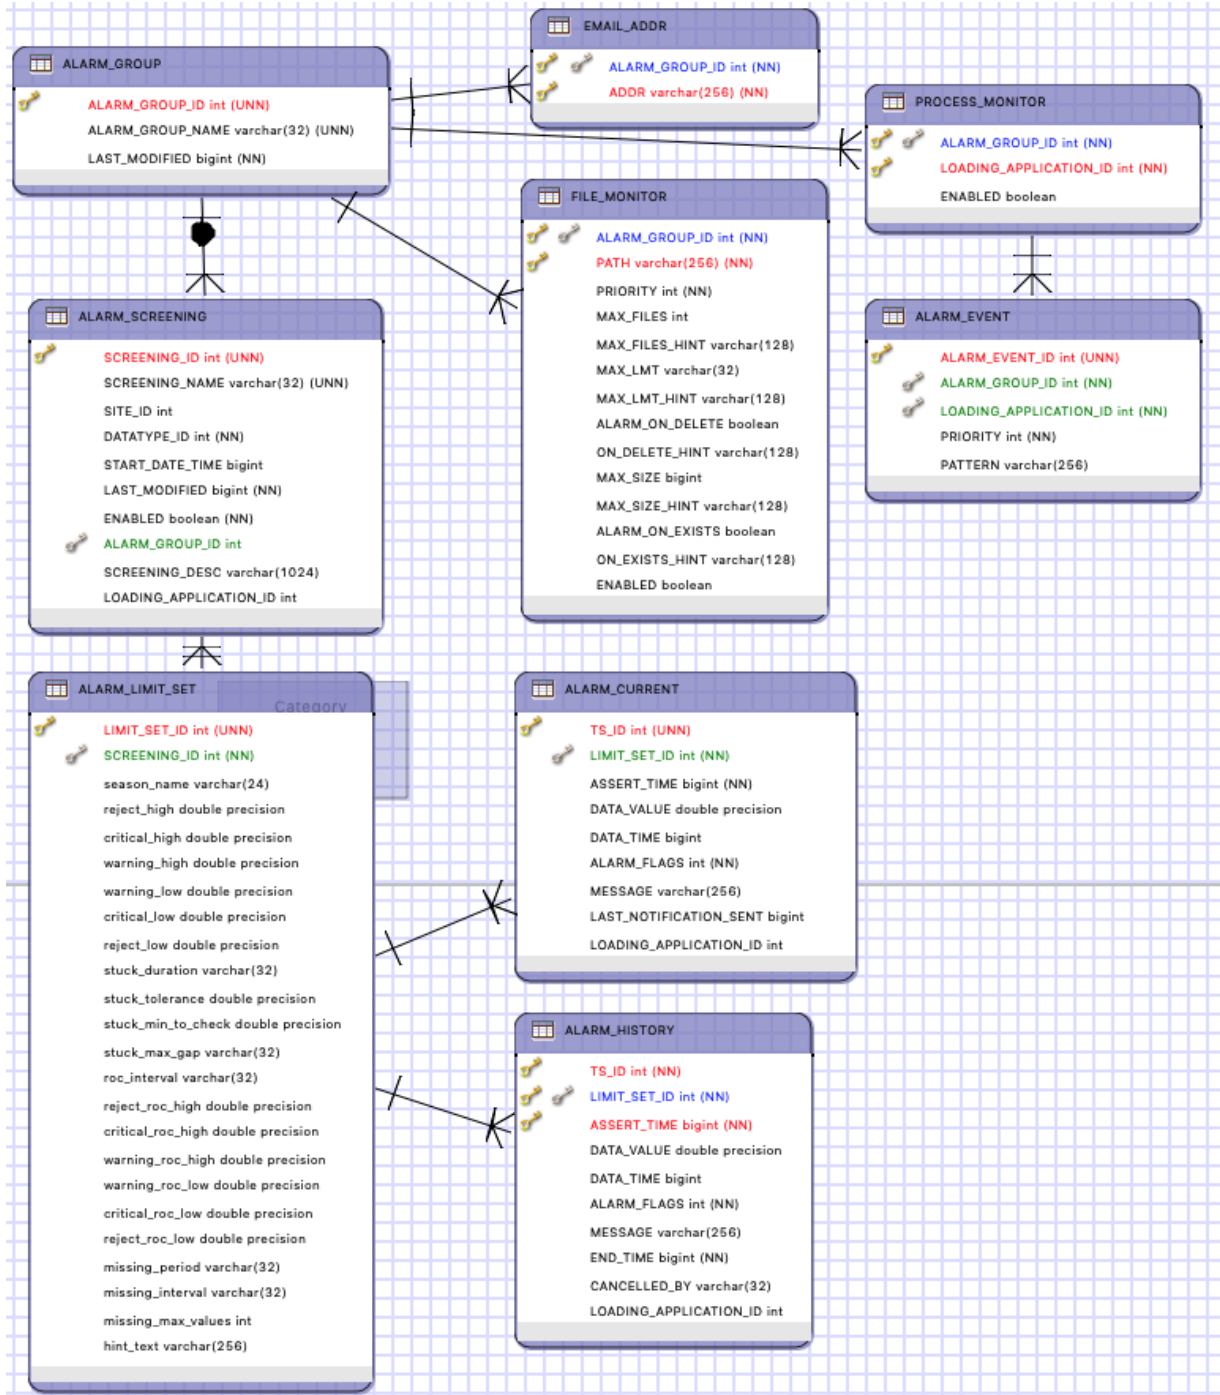 ALARM_GROUP
ALARM_GROUP_ID int (UNN)
ALARM_GROUP_NAME varchar(32) (UNN)
LAST_MODIFIED bigint (NN)
EMAIL_ADDR
ALARM_GROUP_ID int (NN)
ADDR varchar(256) (NN)
PROCESS_MONITOR
ALARM_GROUP_ID int (NN)
LOADING_APPLICATION_ID int (NN)
ENABLED boolean
FILE_MONITOR
ALARM_GROUP_ID int (NN)
PATH varchar(256) (NN)
PRIORITY int (NN)
MAX_FILES int
MAX_FILES_HINT varchar(128)
MAX_LMT varchar(32)
MAX_LMT_HINT varchar(128)
ALARM_ON_DELETE boolean
ON_DELETE_HINT varchar(128)
MAX_SIZE bigint
MAX_SIZE_HINT varchar(128)
ALARM_ON_EXISTS boolean
ON_EXISTS_HINT varchar(128)
ENABLED boolean
ALARM_SCREENING
SCREENING_ID int (UNN)
SCREENING_NAME varchar(32) (UNN)
SITE_ID int
DATATYPE_ID int (NN)
START_DATE_TIME bigint
LAST_MODIFIED bigint (NN)
ENABLED boolean (NN)
ALARM_GROUP_ID int
SCREENING_DESC varchar(1024)
LOADING_APPLICATION_ID int
ALARM_EVENT
ALARM_EVENT_ID int (UNN)
ALARM_GROUP_ID int (NN)
LOADING_APPLICATION_ID int (NN)
PRIORITY int (NN)
PATTERN varchar(256)
ALARM_LIMIT_SET
Category
LIMIT_SET_ID int (UNN)
SCREENING_ID int (NN)
season_name varchar(24)
reject_high double precision
critical_high double precision
warning_high double precision
warning_low double precision
critical_low double precision
reject_low double precision
stuck_duration varchar(32)
stuck_tolerance double precision
stuck_min_to_check double precision
stuck_max_gap varchar(32)
roc_interval varchar(32)
reject_roc_high double precision
critical_roc_high double precision
warning_roc_high double precision
warning_roc_low double precision
critical_roc_low double precision
reject_roc_low double precision
missing_period varchar(32)
missing_interval varchar(32)
missing_max_values int
hint_text varchar(256)
ALARM_CURRENT
TS_ID int (UNN)
LIMIT_SET_ID int (NN)
ASSERT_TIME bigint (NN)
DATA_VALUE double precision
DATA_TIME bigint
ALARM_FLAGS int (NN)
MESSAGE varchar(256)
LAST_NOTIFICATION_SENT bigint
LOADING_APPLICATION_ID int
ALARM_HISTORY
TS_ID int (NN)
LIMIT_SET_ID int (NN)
ASSERT_TIME bigint (NN)
DATA_VALUE double precision
DATA_TIME bigint
ALARM_FLAGS int (NN)
MESSAGE varchar(256)
END_TIME bigint (NN)
CANCELLED_BY varchar(32)
LOADING_APPLICATION_ID int